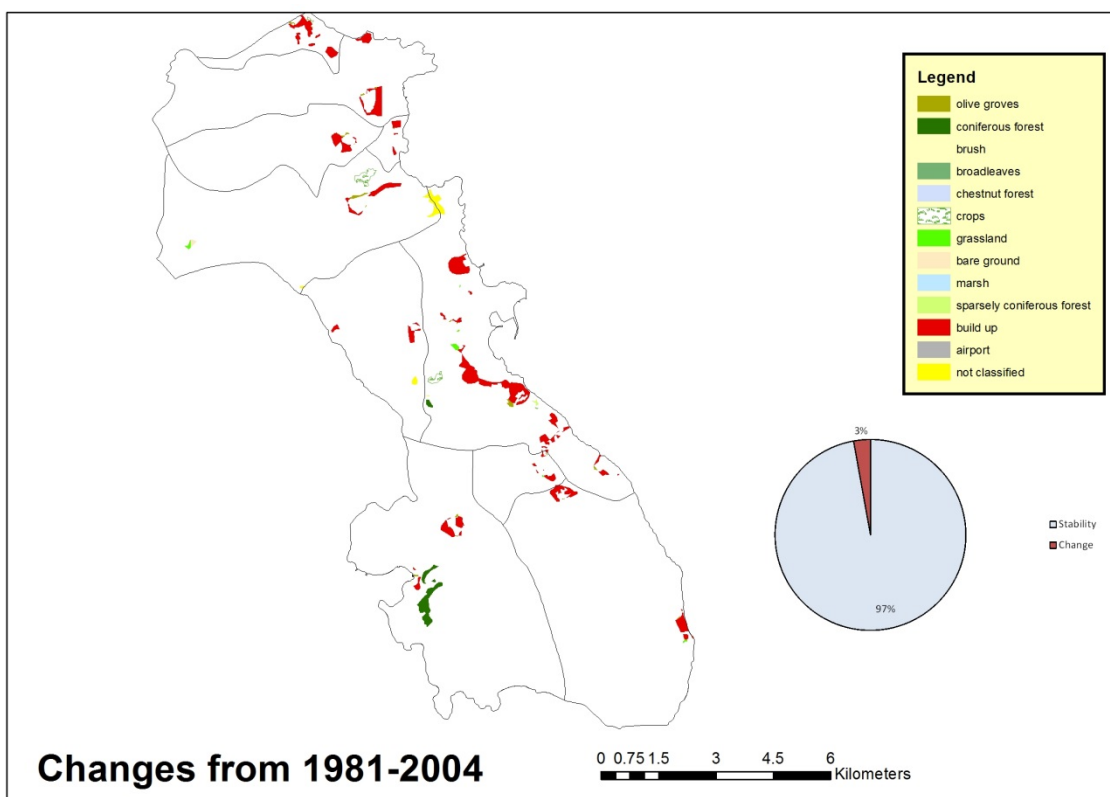 Legend
olive groves
coniferous forest
brush
broadleaves
chestnut forest
crops
grassland
bare ground
marsh
sparsely coniferous forest
build up
airport
not classified
3%
Stability
Change
97%
Changes from 1981-2004
0 0.75 1.5 3 4.5 6
Kilometers